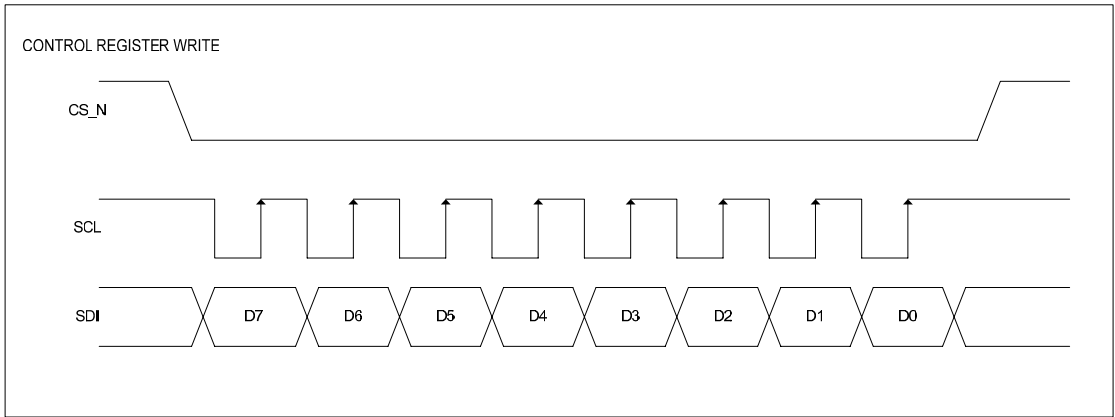 CONTROL REGISTER WRITE
CS_N
SCL
SDI D7 D6 D5 D4 D3 D2 D1 D0